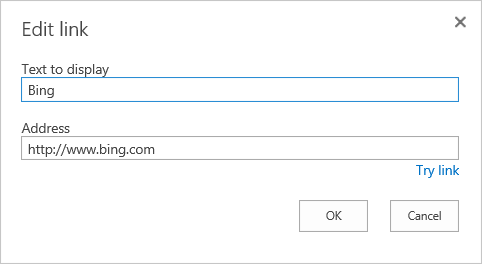 Edit link
Text to display
Bing
Address
http://www.bing.com
Try link
OK Cancel